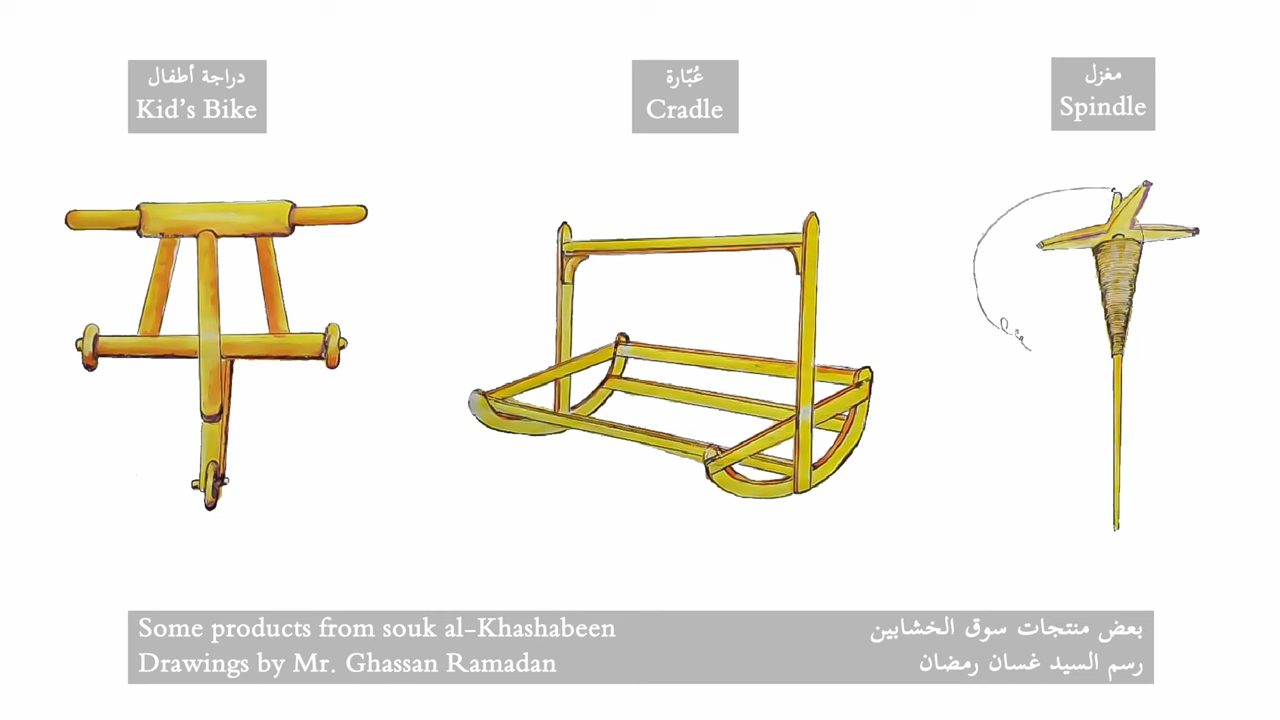 دراجة أطفال
Kid's Bike
غُبّارة
Cradle
مغزل
Spindle
Some products from souk al-Khashabeen
Drawings by Mr. Ghassan Ramadan
بعض منتجات سوق الخشابين
رسم السيد غسان رمضان